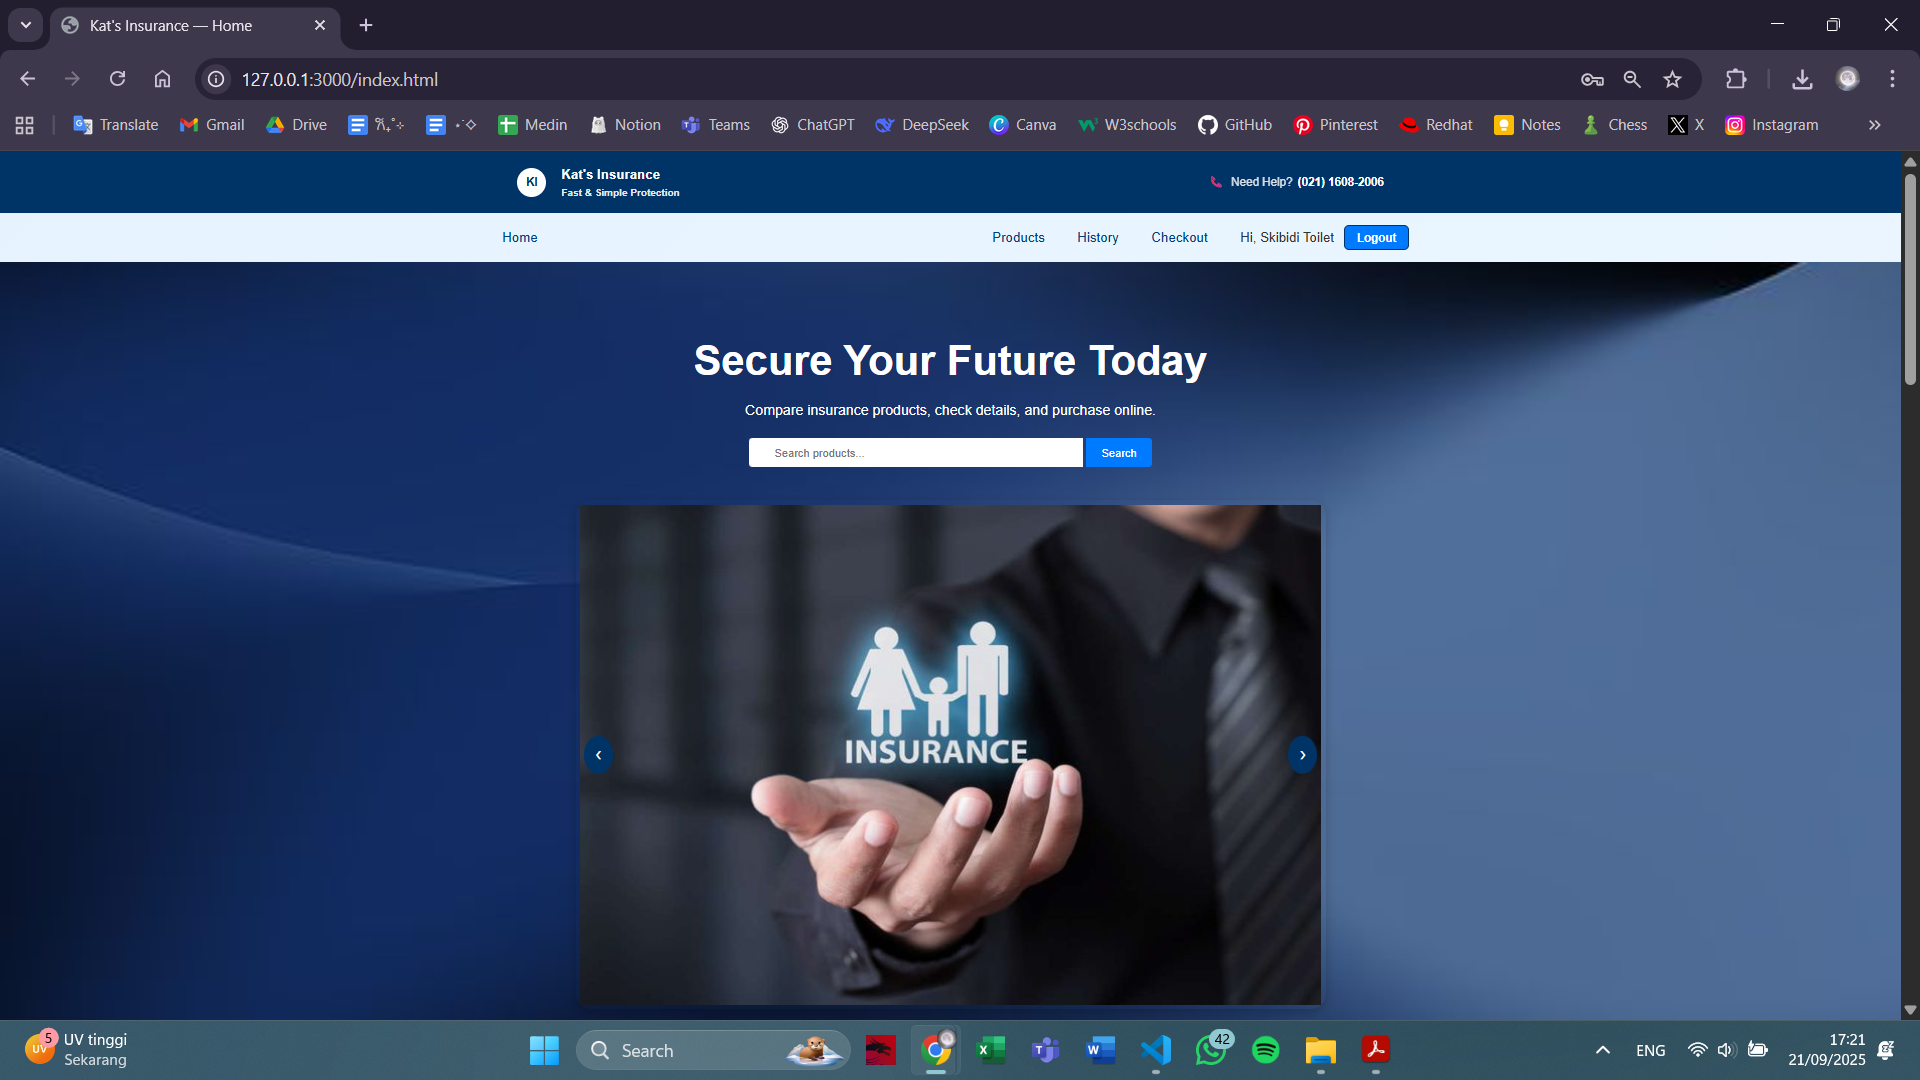 Kat's Insurance — Home
127.0.0.1:3000/index.html
Translate Gmail Drive Medin Notion Teams ChatGPT DeepSeek Canva W3schools GitHub Pinterest Redhat Notes Chess X Instagram »
KI
Kat's Insurance
Fast & Simple Protection
Need Help? (021) 1608-2006
Home Products History Checkout Hi, Skibidi Toilet Logout
Secure Your Future Today
Compare insurance products, check details, and purchase online.
Search products... Search
INSURANCE
‹ ›
UV 5
UV tinggi
Sekarang
Search
42
ENG
17:21
21/09/2025